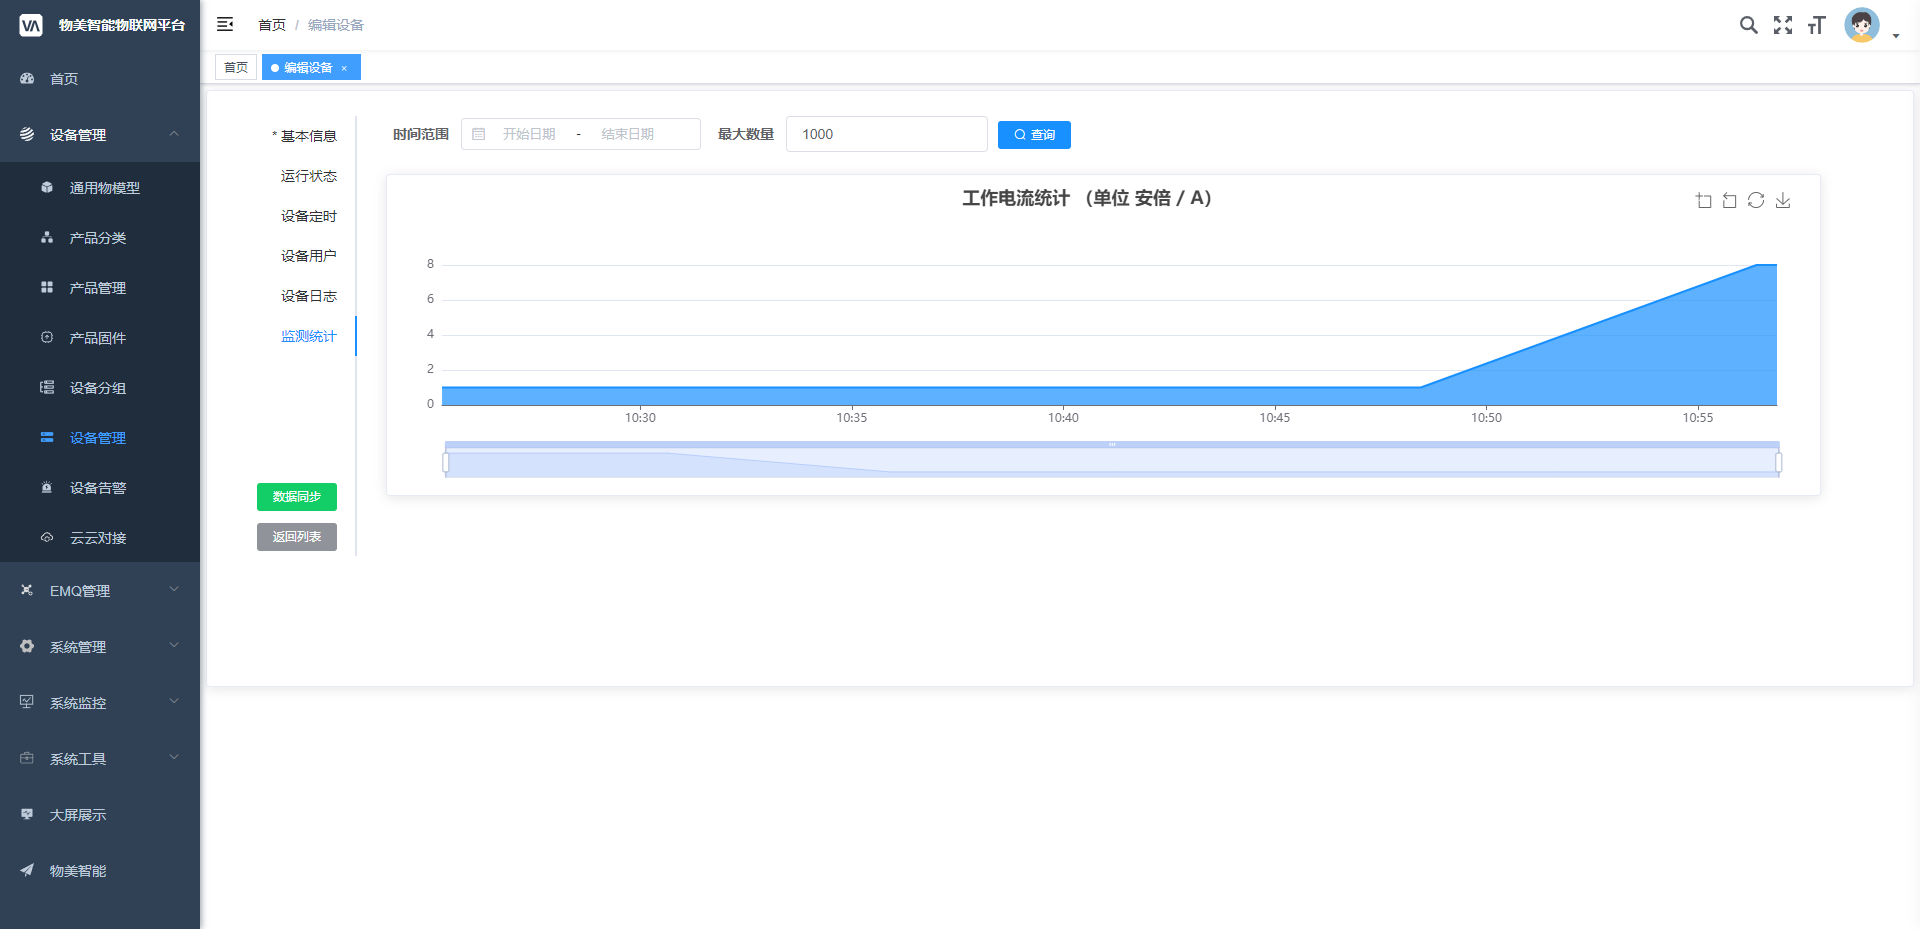 VA 物美智能物联网平台
首页
设备管理
通用物模型
产品分类
产品管理
产品固件
设备分组
设备管理
设备告警
云云对接
EMQ管理
系统管理
系统监控
系统工具
大屏展示
物美智能
首页 / 编辑设备
首页
编辑设备 ×
* 基本信息
运行状态
设备定时
设备用户
设备日志
监测统计
数据同步
返回列表
时间范围 开始日期 - 结束日期 最大数量 1000 查询
工作电流统计 （单位 安倍 / A）
8
6
4
2
0
10:30 10:35 10:40 10:45 10:50 10:55